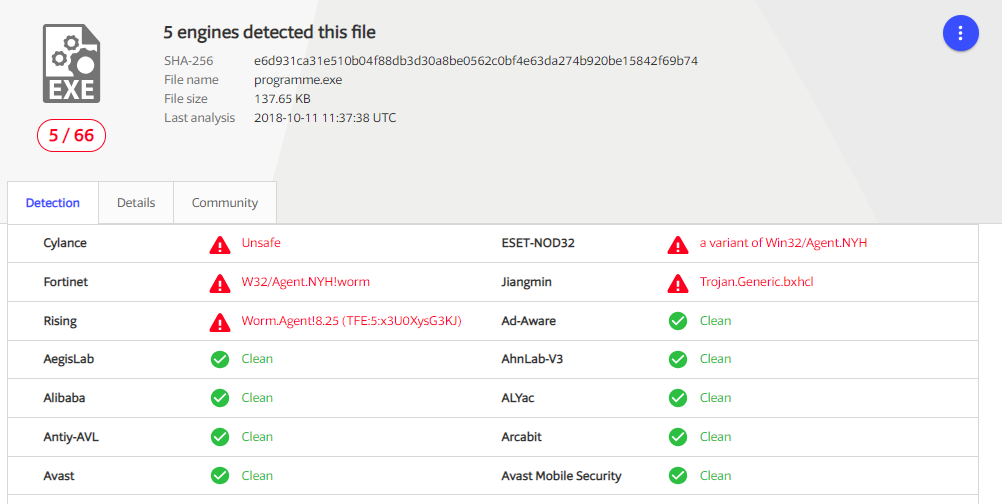 5 engines detected this file
SHA-256 e6d931ca31e510b04f88db3d30a8be0562c0bf4e63da274b920be15842f69b74
File name programme.exe
File size 137.65 KB
Last analysis 2018-10-11 11:37:38 UTC
EXE
5 / 66
Detection Details Community
Cylance Unsafe ESET-NOD32 a variant of Win32/Agent.NYH
Fortinet W32/Agent.NYH!worm Jiangmin Trojan.Generic.bxhcl
Rising Worm.Agent!8.25 (TFE:5:x3U0XysG3KJ) Ad-Aware Clean
AegisLab Clean AhnLab-V3 Clean
Alibaba Clean ALYac Clean
Antiy-AVL Clean Arcabit Clean
Avast Clean Avast Mobile Security Clean